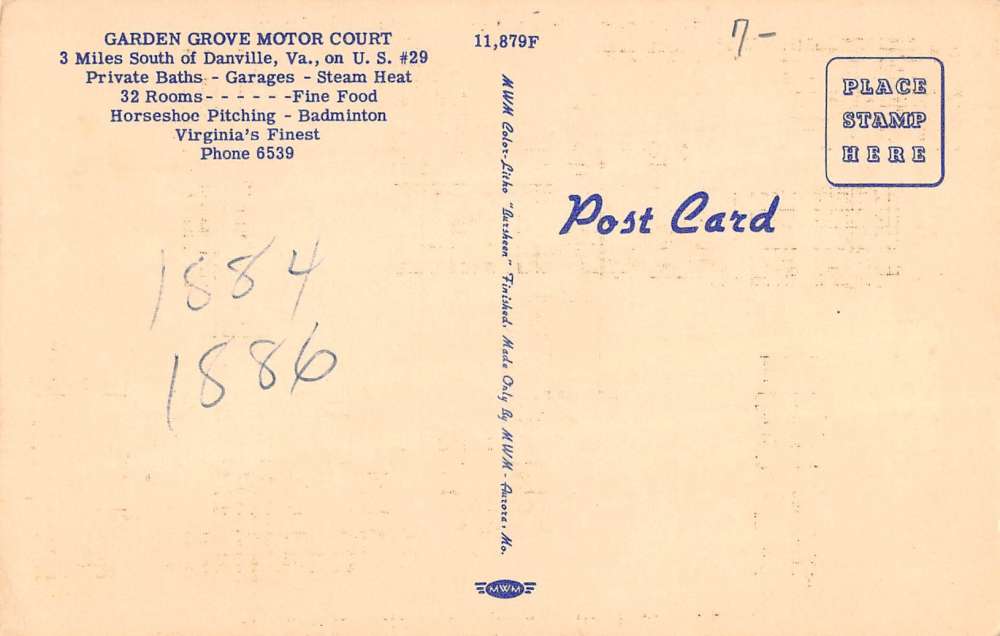 GARDEN GROVE MOTOR COURT
3 Miles South of Danville, Va., on U. S. #29
Private Baths - Garages - Steam Heat
32 Rooms- - - - - -Fine Food
Horseshoe Pitching - Badminton
Virginia's Finest
Phone 6539
1884
1886
11,879F
MWM Color-Litho "Dursheen" Finished. Made Only By MWM - Aurora, Mo.
MWM
7-
PLACE
STAMP
HERE
Post Card